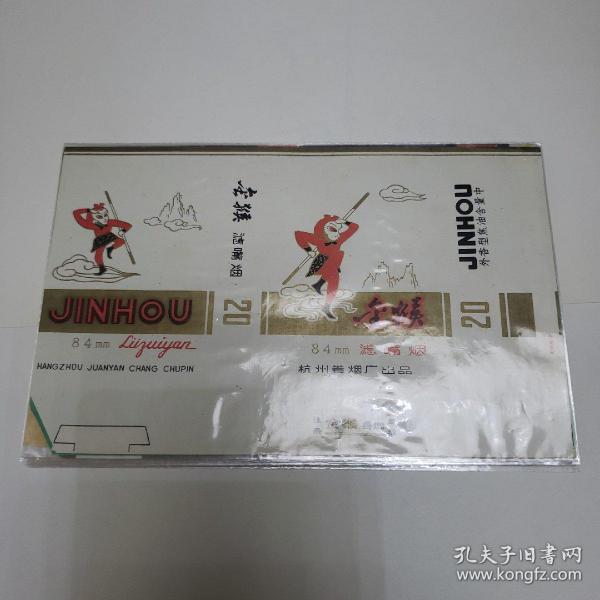 JINHOU
84mm Lüzuiyan
HANGZHOU JUANYAN CHANG CHUPIN
金猴
滤嘴烟
20
金猴
84mm 滤嘴烟
杭州卷烟厂出品
20
JINHOU
外香型焦油含量中
孔夫子旧书网
www.kongfz.com